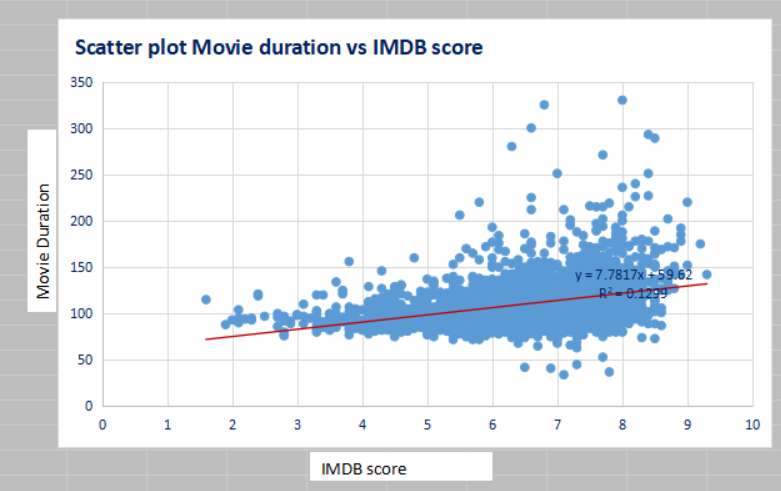 Scatter plot Movie duration vs IMDB score
350
300
250
200
150
100
50
0
Movie Duration
y = 7.7817x + 59.62
R² = 0.1299
0 1 2 3 4 5 6 7 8 9 10
IMDB score